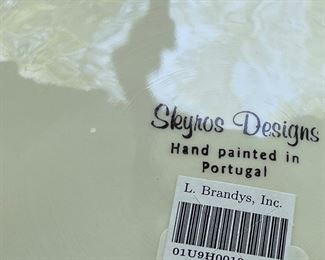 Skyros Designs
Hand painted in
Portugal
L. Brandys, Inc.